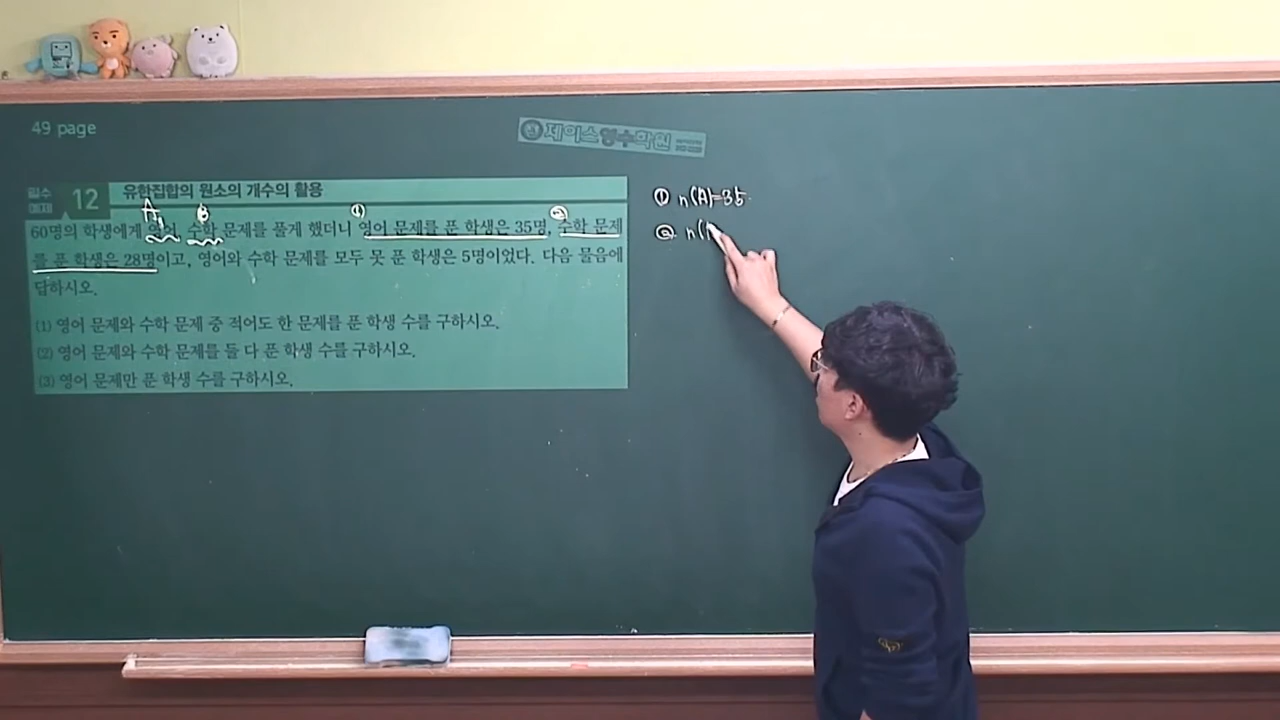 49 page
제이스영수학원
필수 예제 12 유한집합의 원소의 개수의 활용
A, B ① ②
60명의 학생에게 영어, 수학 문제를 풀게 했더니 영어 문제를 푼 학생은 35명, 수학 문제
를 푼 학생은 28명이고, 영어와 수학 문제를 모두 못 푼 학생은 5명이었다. 다음 물음에
답하시오.
(1) 영어 문제와 수학 문제 중 적어도 한 문제를 푼 학생 수를 구하시오.
(2) 영어 문제와 수학 문제를 둘 다 푼 학생 수를 구하시오.
(3) 영어 문제만 푼 학생 수를 구하시오.
① n(A)=35
② n(